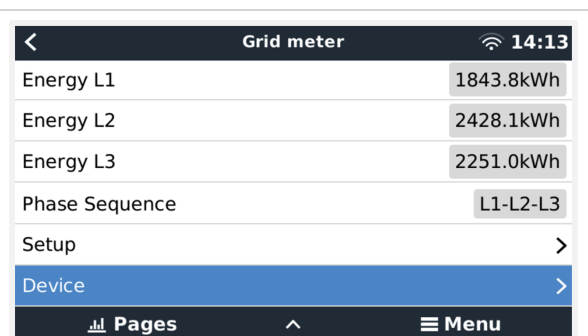 Grid meter 14:13
Energy L1 1843.8kWh
Energy L2 2428.1kWh
Energy L3 2251.0kWh
Phase Sequence L1-L2-L3
Setup
Device
Pages Menu